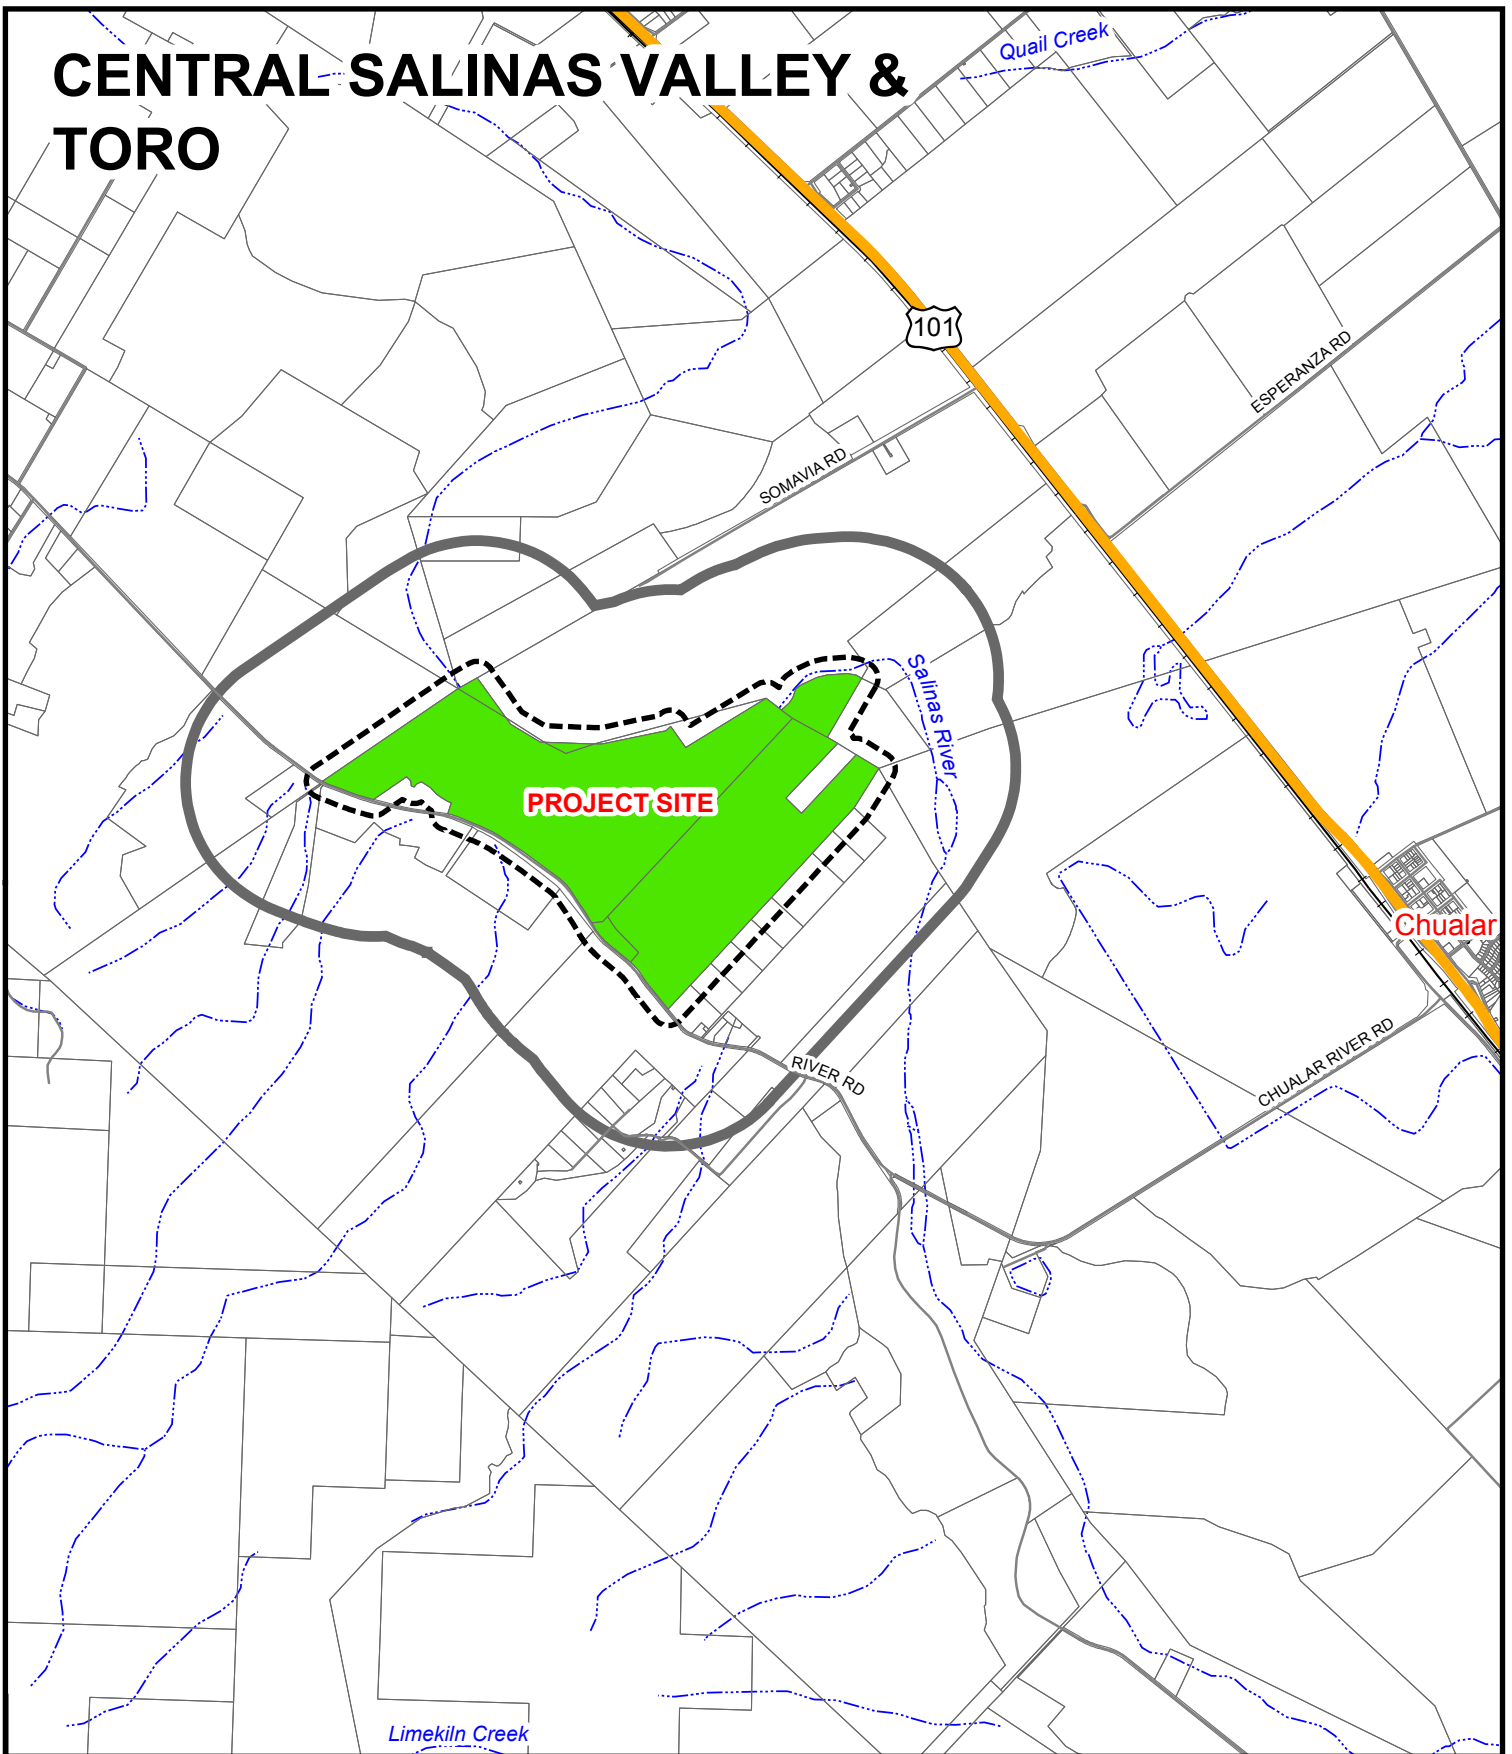 CENTRAL SALINAS VALLEY &
TORO
Quail Creek
101
ESPERANZA RD
SOMAVIA RD
Salinas River
PROJECT SITE
Chualar
RIVER RD
CHUALAR RIVER RD
Limekiln Creek